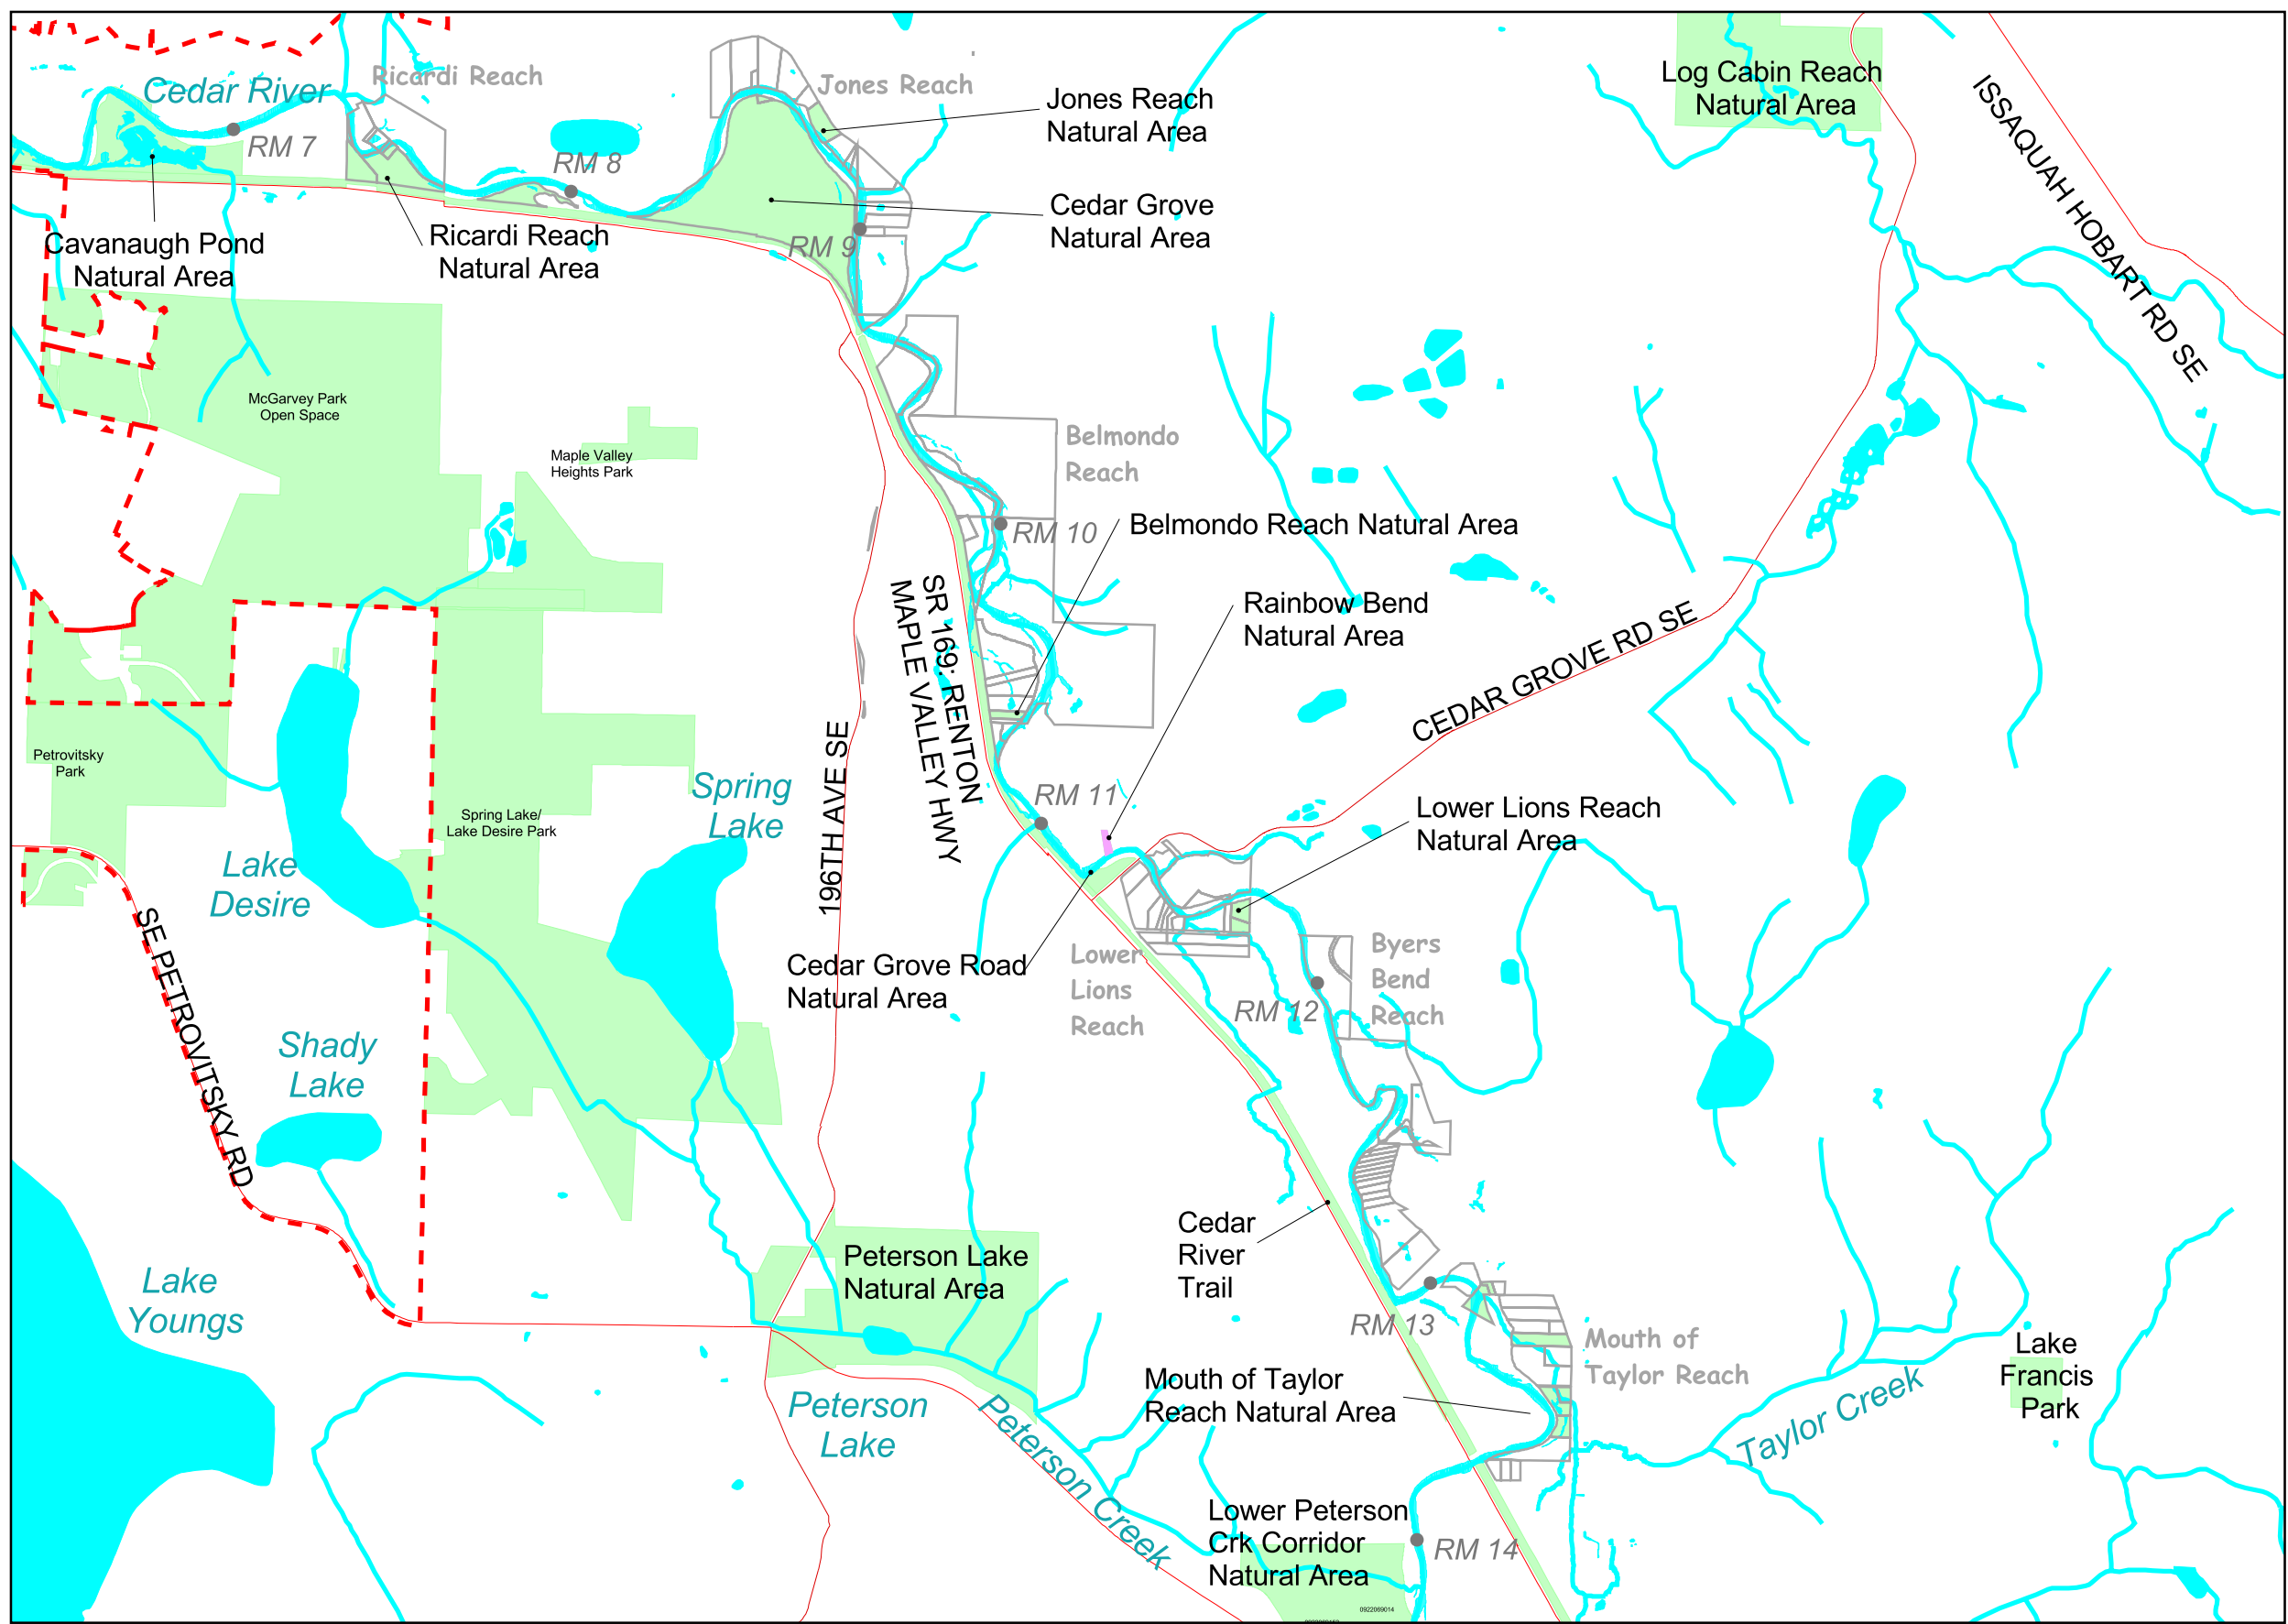 Cedar River
RM 7
Ricardi Reach
RM 8
Jones Reach
Jones Reach
Natural Area
Log Cabin Reach
Natural Area
ISSAQUAH HOBART RD SE
Cavanaugh Pond
Natural Area
Ricardi Reach
Natural Area
RM 9
Cedar Grove
Natural Area
McGarvey Park
Open Space
Maple Valley
Heights Park
Belmondo
Reach
RM 10
Belmondo Reach Natural Area
SR 169: RENTON
MAPLE VALLEY HWY
Rainbow Bend
Natural Area
CEDAR GROVE RD SE
Petrovitsky
Park
Spring Lake/
Lake Desire Park
Spring
Lake
196TH AVE SE
RM 11
Lower Lions Reach
Natural Area
Lake
Desire
SE PETROVITSKY RD
Cedar Grove Road
Natural Area
Lower
Lions
Reach
Byers
Bend
Reach
RM 12
Shady
Lake
Cedar
River
Trail
Peterson Lake
Natural Area
Lake
Youngs
RM 13
Mouth of
Taylor Reach
Lake
Francis
Park
Mouth of Taylor
Reach Natural Area
Peterson
Lake
Peterson Creek
Taylor Creek
Lower Peterson
Crk Corridor
Natural Area
RM 14
0922069014